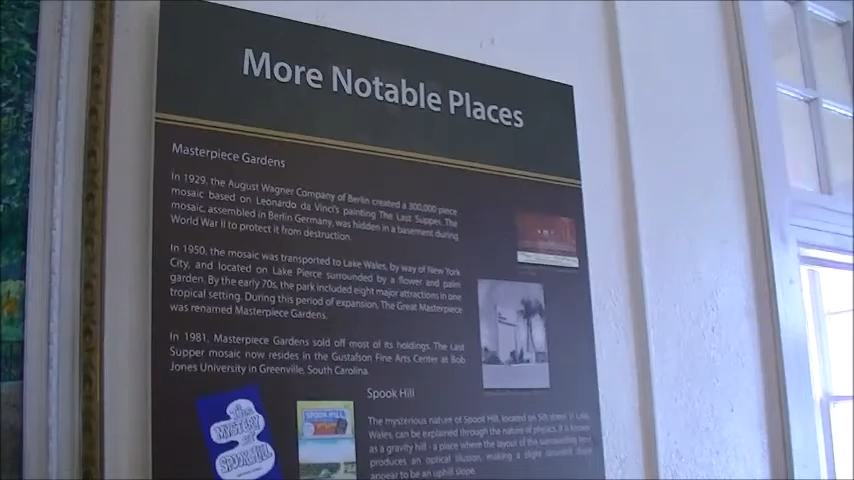 More Notable Places
Masterpiece Gardens
In 1929, the August Wagner Company of Berlin created a 300,000 piece
mosaic based on Leonardo da Vinci's painting The Last Supper. The
mosaic, assembled in Berlin Germany, was hidden in a basement during
World War II to protect it from destruction.
In 1950, the mosaic was transported to Lake Wales, by way of New York
City, and located on Lake Pierce surrounded by a flower and palm
garden. By the early 70s, the park included eight major attractions in one
tropical setting. During this period of expansion, The Great Masterpiece
was renamed Masterpiece Gardens.
In 1981, Masterpiece Gardens sold off most of its holdings. The Last
Supper mosaic now resides in the Gustafson Fine Arts Center at Bob
Jones University in Greenville, South Carolina.
Spook Hill
The mysterious nature of Spook Hill, located on 5th street in Lake
Wales, can be explained through the nature of physics. It is known
as a gravity hill - a place where the layout of the surrounding land
produces an optical illusion, making a slight downhill slope
appear to be an uphill slope.
The
MYSTERY
of
SPOOK HILL
SPOOK HILL